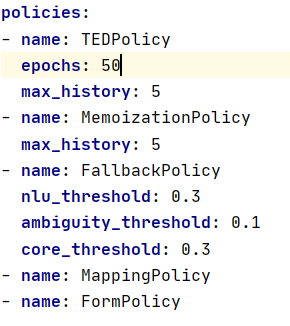 policies:
- name: TEDPolicy
  epochs: 50
  max_history: 5
- name: MemoizationPolicy
  max_history: 5
- name: FallbackPolicy
  nlu_threshold: 0.3
  ambiguity_threshold: 0.1
  core_threshold: 0.3
- name: MappingPolicy
- name: FormPolicy